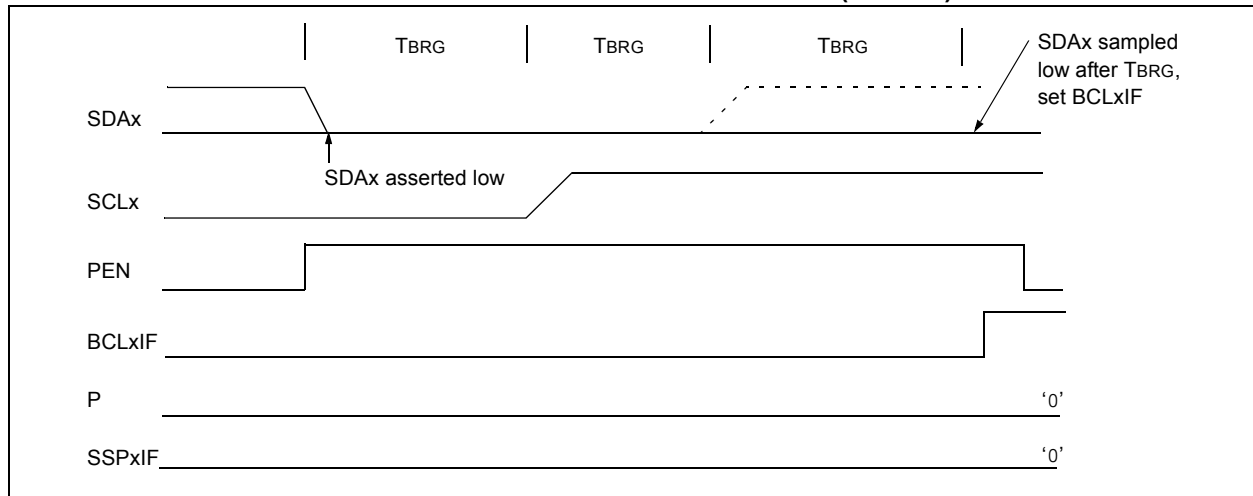 TBRG TBRG TBRG
SDAx sampled
low after TBRG,
set BCLxIF
SDAx
SDAx asserted low
SCLx
PEN
BCLxIF
P '0'
SSPxIF '0'